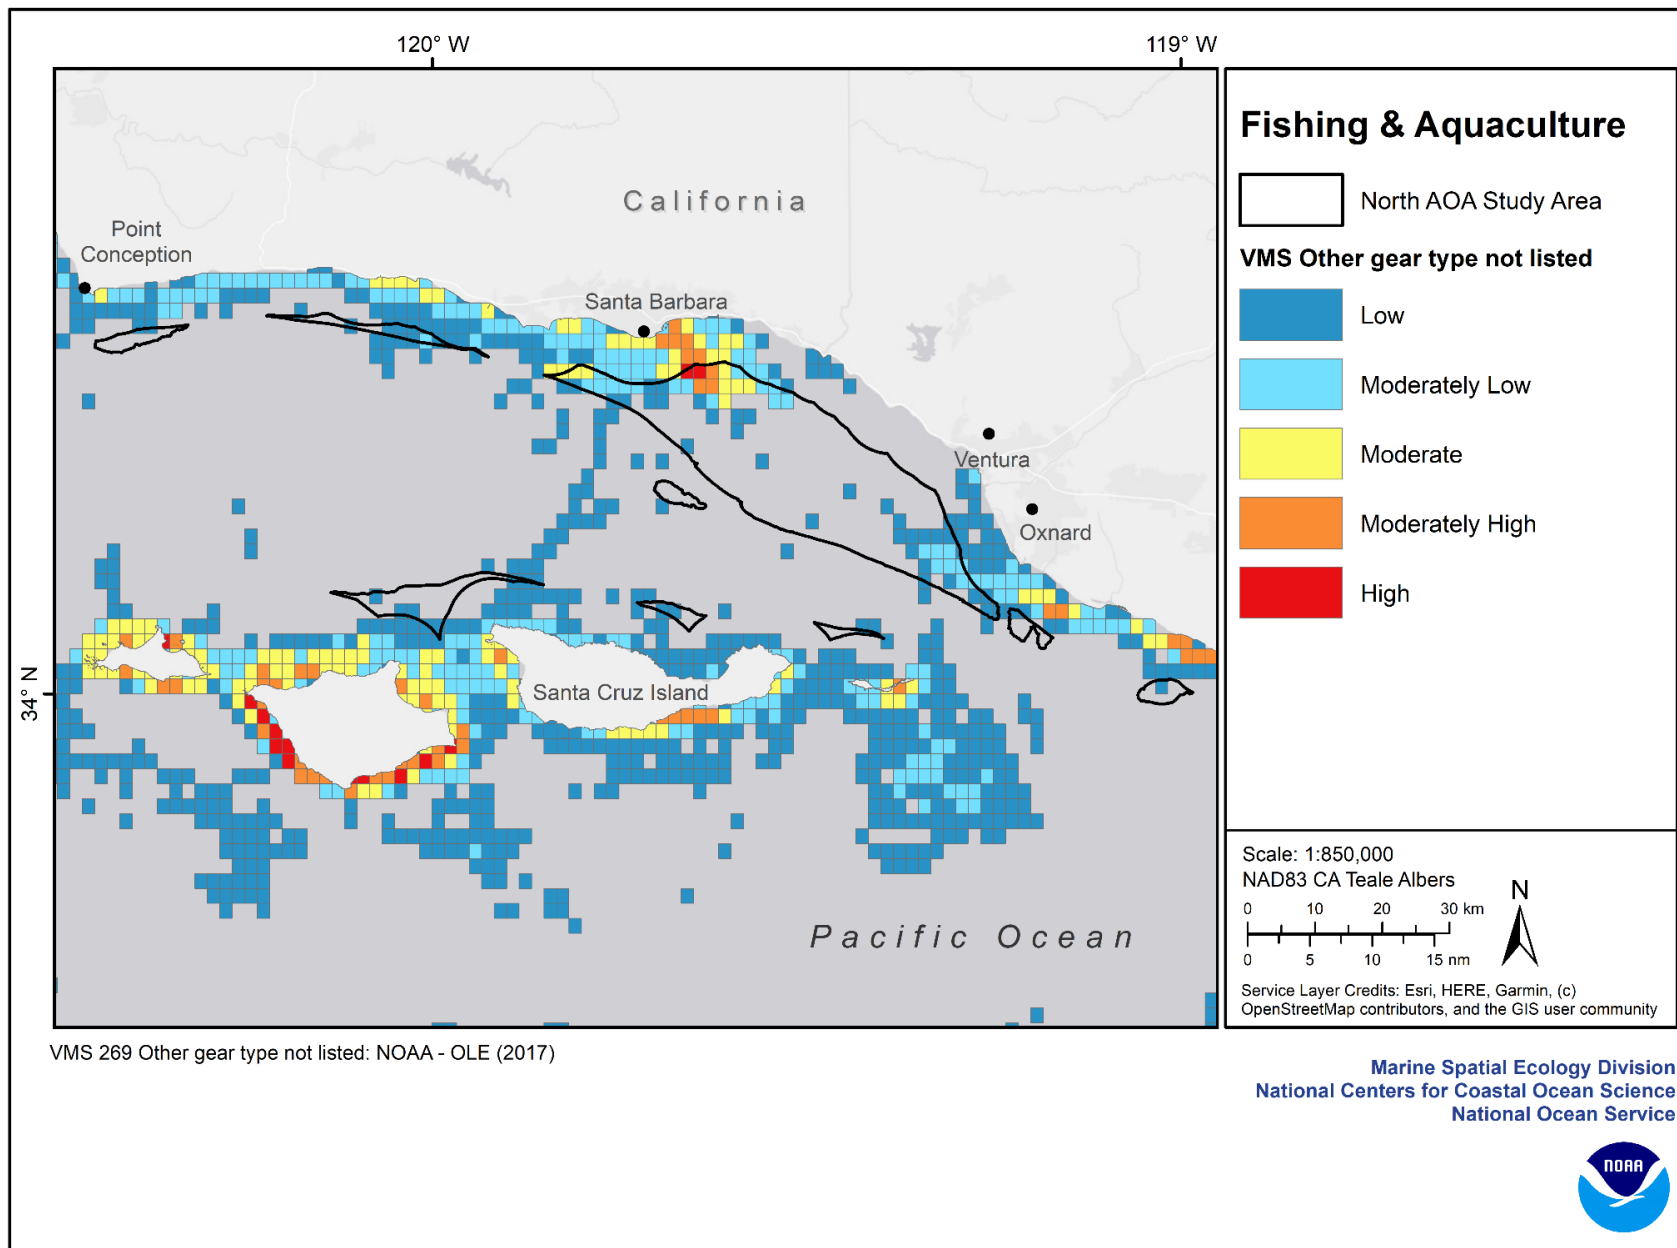 120° W
119° W
34° N
California
Point
Conception
Santa Barbara
Ventura
Oxnard
Santa Cruz Island
Pacific Ocean
Fishing & Aquaculture
North AOA Study Area
VMS Other gear type not listed
Low
Moderately Low
Moderate
Moderately High
High
Scale: 1:850,000
NAD83 CA Teale Albers
0 10 20 30 km
0 5 10 15 nm
N
Service Layer Credits: Esri, HERE, Garmin, (c)
OpenStreetMap contributors, and the GIS user community
VMS 269 Other gear type not listed: NOAA - OLE (2017)
Marine Spatial Ecology Division
National Centers for Coastal Ocean Science
National Ocean Service
NOAA